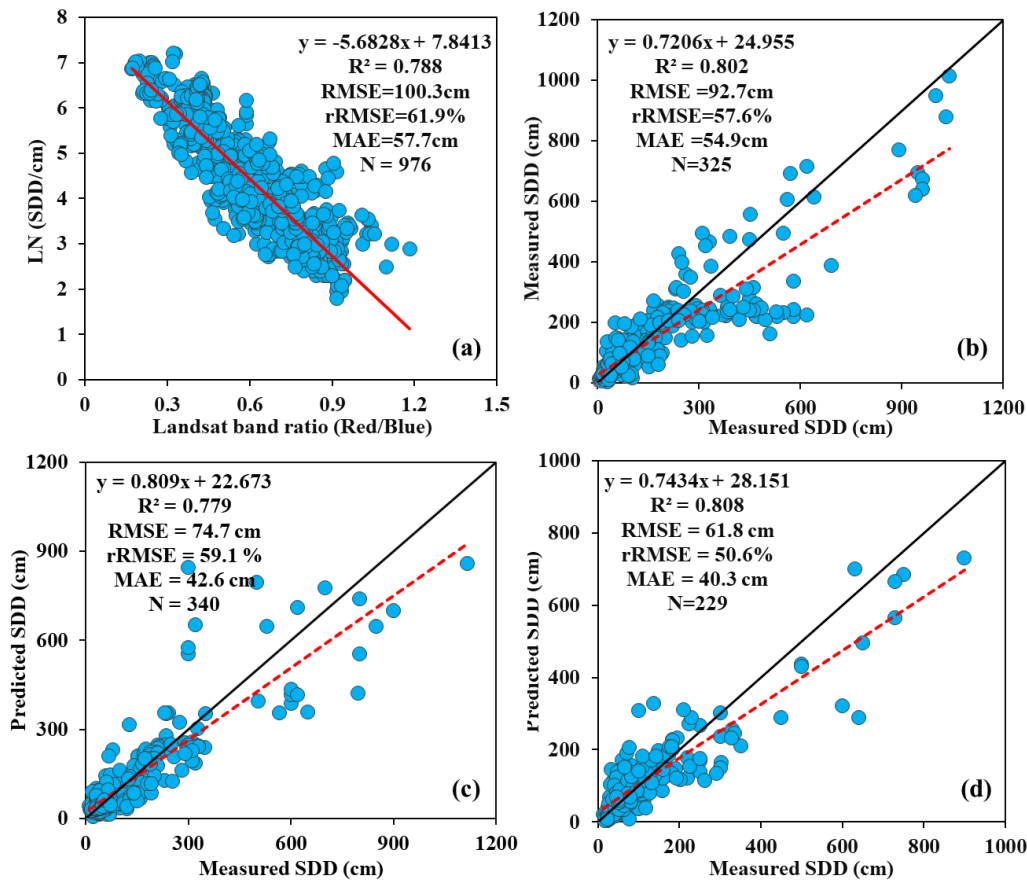 8
7
6
5
4
3
2
1
0
LN (SDD/cm)
y = -5.6828x + 7.8413
R² = 0.788
RMSE=100.3cm
rRMSE=61.9%
MAE=57.7cm
N = 976
(a)
0 0.3 0.6 0.9 1.2 1.5
Landsat band ratio (Red/Blue)
1200
1000
800
600
400
200
0
Measured SDD (cm)
y = 0.7206x + 24.955
R² = 0.802
RMSE=92.7cm
rRMSE=57.6%
MAE=54.9cm
N=325
(b)
0 300 600 900 1200
Measured SDD (cm)
1200
900
600
300
0
Predicted SDD (cm)
y = 0.809x + 22.673
R² = 0.779
RMSE = 74.7 cm
rRMSE = 59.1 %
MAE = 42.6 cm
N = 340
(c)
0 300 600 900 1200
Measured SDD (cm)
1000
800
600
400
200
0
Predicted SDD (cm)
y = 0.7434x + 28.151
R² = 0.808
RMSE = 61.8 cm
rRMSE = 50.6%
MAE = 40.3 cm
N=229
(d)
0 200 400 600 800 1000
Measured SDD (cm)